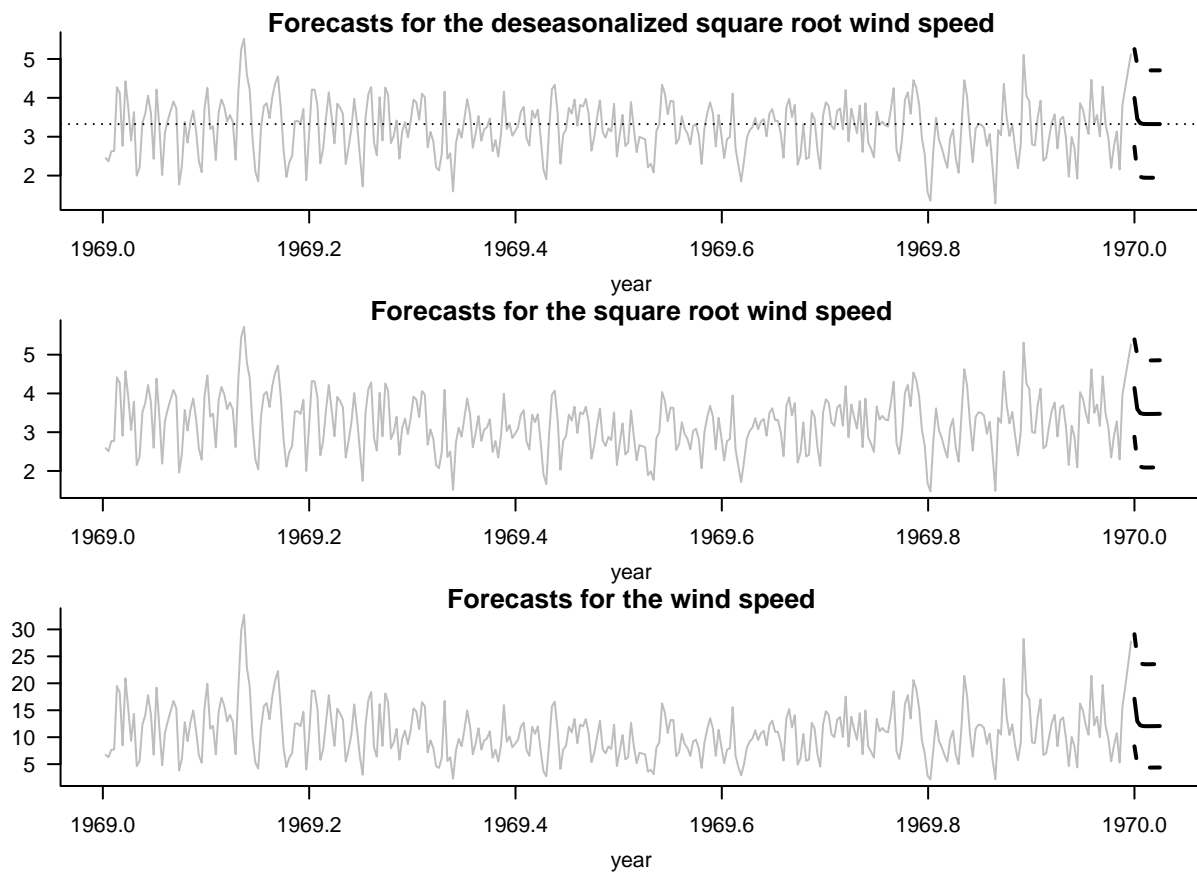 Forecasts for the deseasonalized square root wind speed
5
4
3
2
1969.0 1969.2 1969.4 1969.6 1969.8 1970.0
year
Forecasts for the square root wind speed
5
4
3
2
1969.0 1969.2 1969.4 1969.6 1969.8 1970.0
year
Forecasts for the wind speed
30
25
20
15
10
5
1969.0 1969.2 1969.4 1969.6 1969.8 1970.0
year